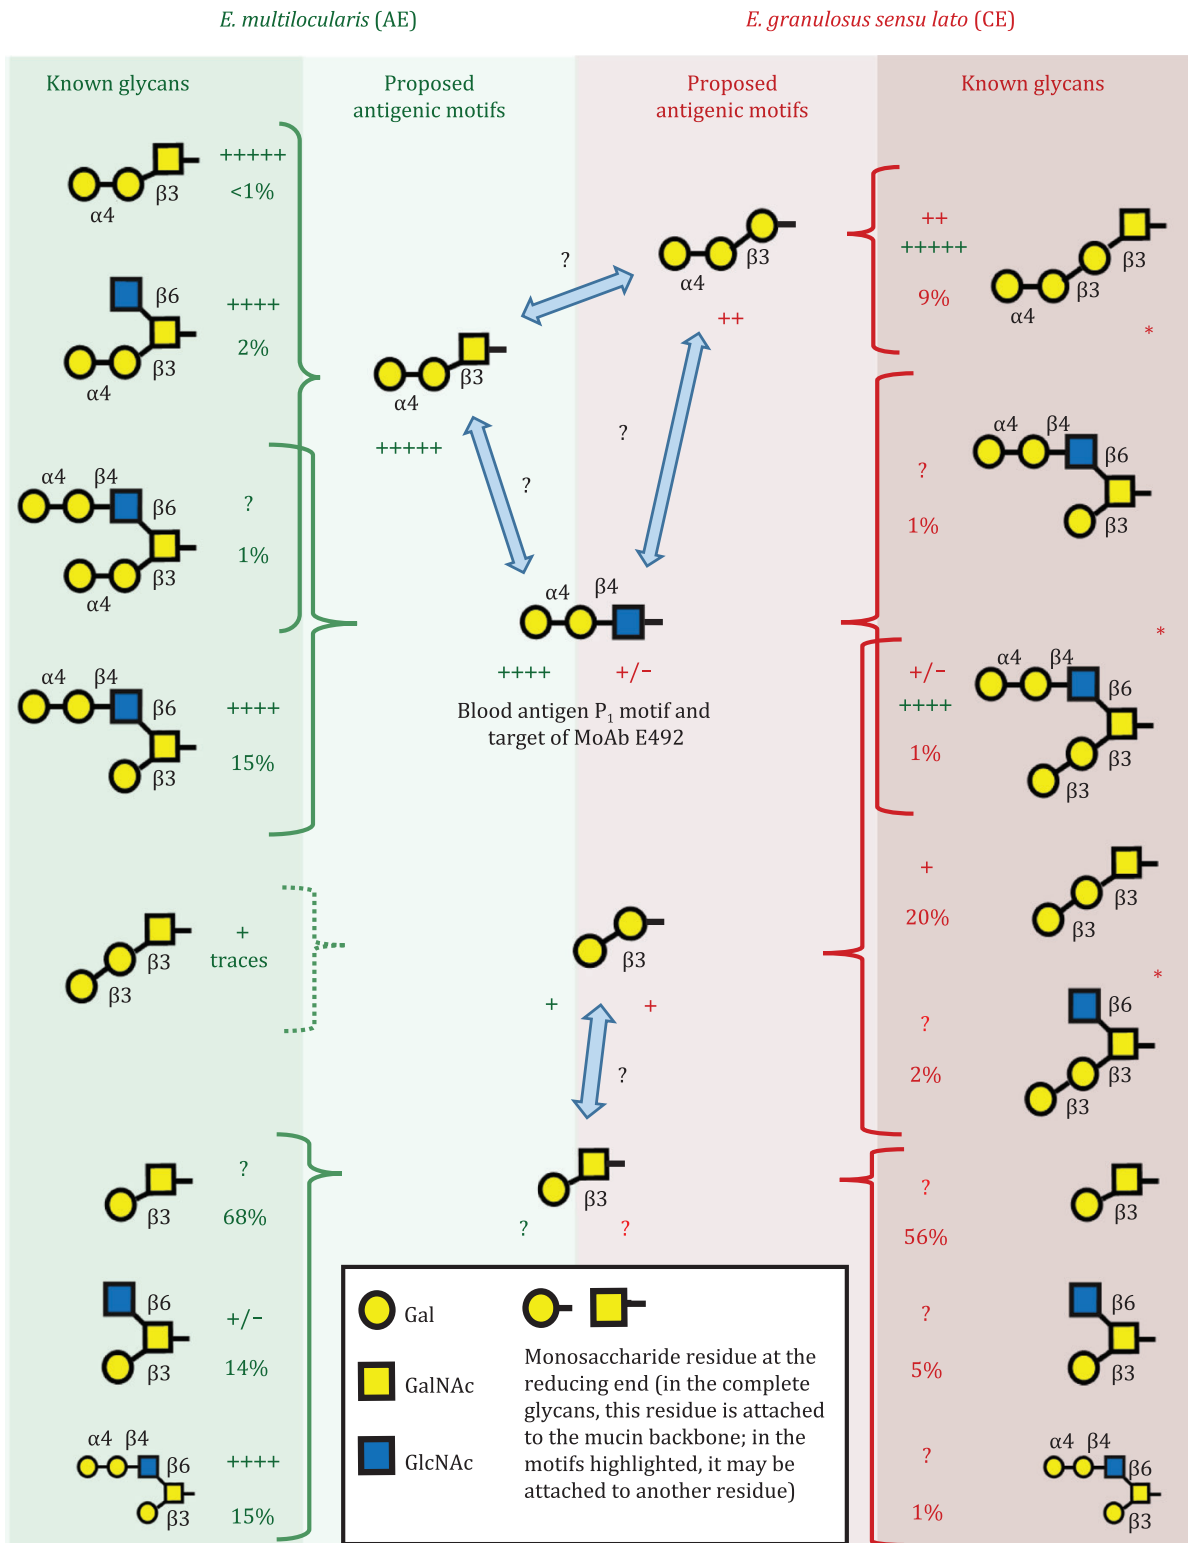 E. multilocularis (AE)
E. granulosus sensu lato (CE)
Known glycans
Proposed
antigenic motifs
Proposed
antigenic motifs
Known glycans
+++++
<1%
β3
α4
β6
++++
2%
β3
α4
α4 β4
β6
?
1%
β3
α4
α4 β4
β6
++++
15%
β3
+
traces
β3
β3
?
68%
β3
β6
+/−
14%
β3
α4 β4
β6
++++
15%
β3
β3
α4
+++++
?
?
β3
α4
++
?
α4 β4
++++
+/−
Blood antigen P₁ motif and
target of MoAb E492
β3
+
+
?
β3
?
?
++
+++++
9%
β3
β3
α4
*
α4 β4
β6
?
1%
β3
*
α4 β4
β6
+/−
++++
1%
β3
β3
+
20%
β3
β3
*
β6
?
2%
β3
β3
?
56%
β3
β6
?
5%
β3
α4 β4
β6
?
1%
β3
Gal
GalNAc
GlcNAc
Monosaccharide residue at the
reducing end (in the complete
glycans, this residue is attached
to the mucin backbone; in the
motifs highlighted, it may be
attached to another residue)